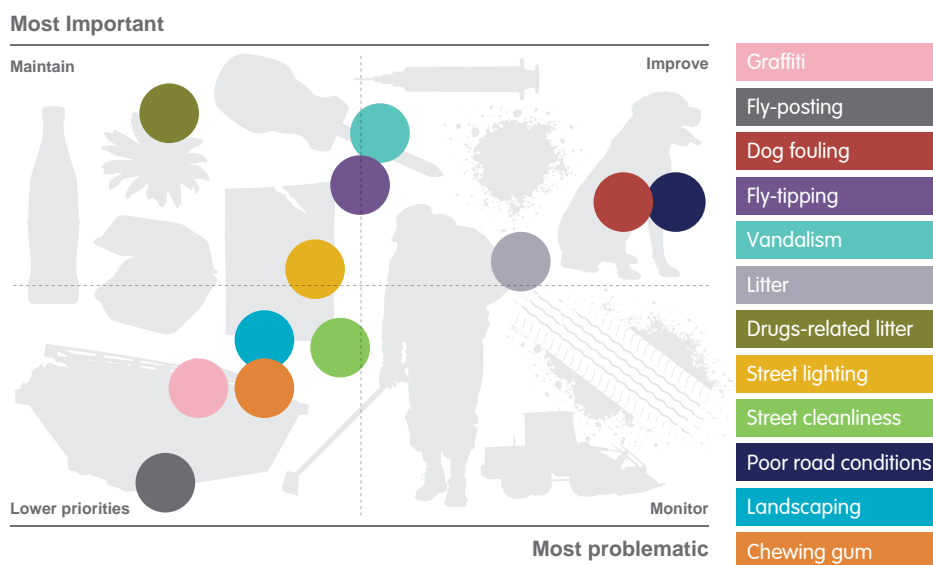 Most Important
Maintain
Improve
Lower priorities
Monitor
Most problematic
Graffiti
Fly-posting
Dog fouling
Fly-tipping
Vandalism
Litter
Drugs-related litter
Street lighting
Street cleanliness
Poor road conditions
Landscaping
Chewing gum